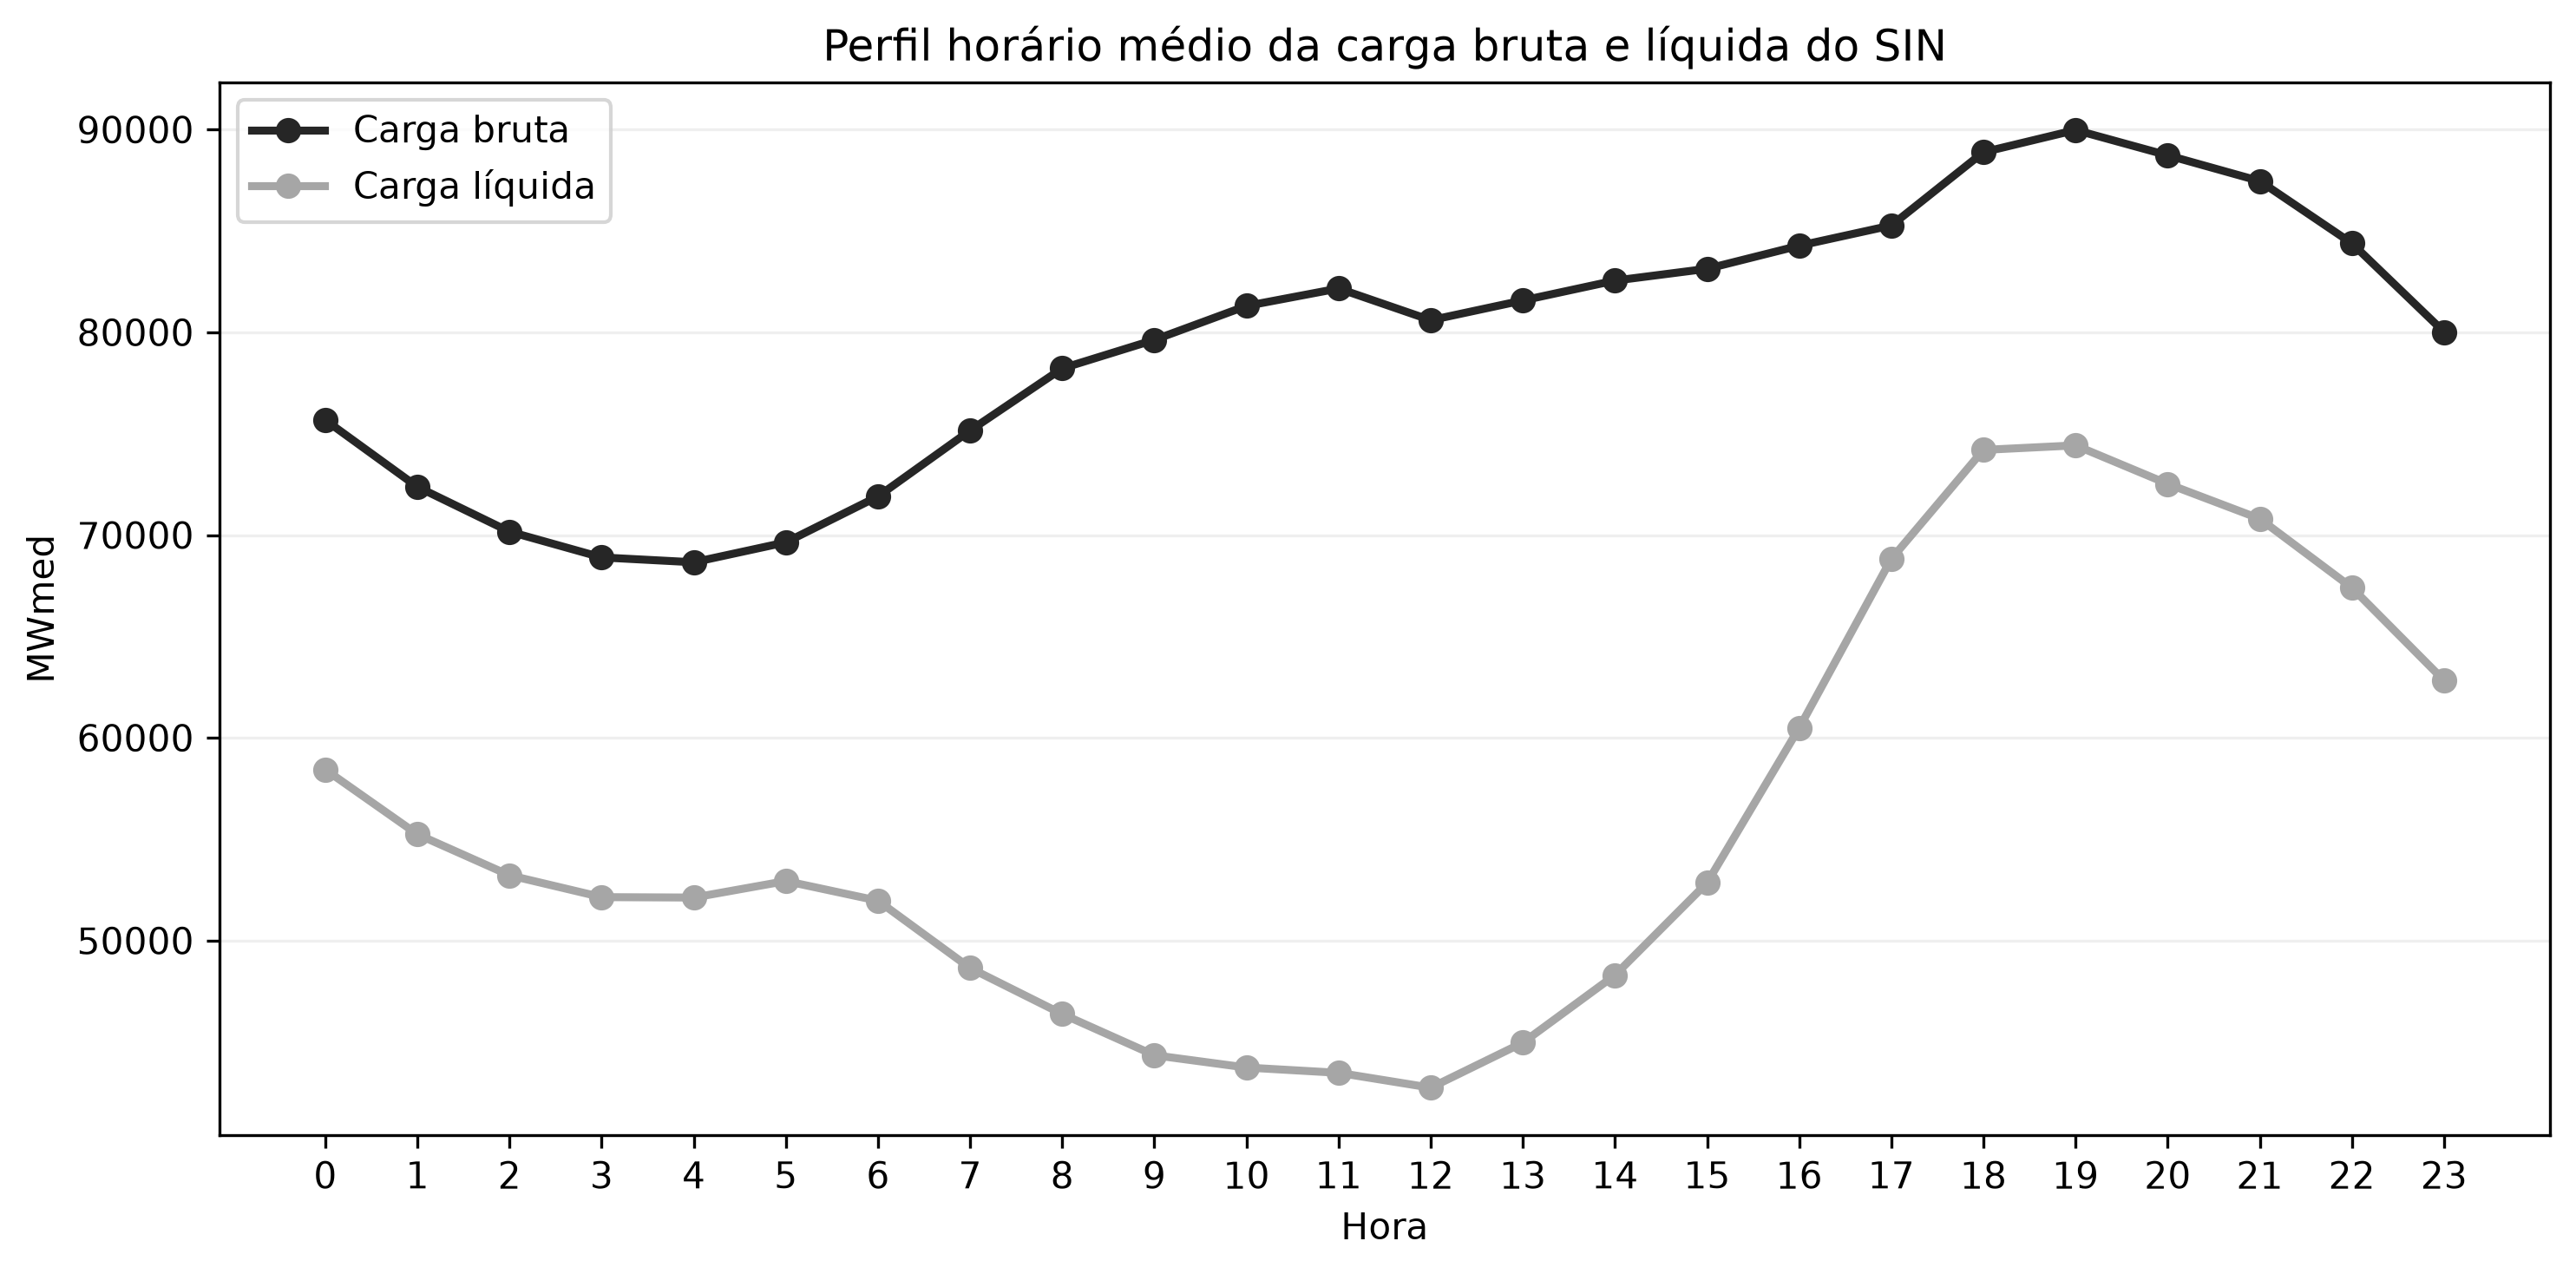 Perfil horário médio da carga bruta e líquida do SIN
Carga bruta
Carga líquida
MWmed
90000
80000
70000
60000
50000
0 1 2 3 4 5 6 7 8 9 10 11 12 13 14 15 16 17 18 19 20 21 22 23
Hora